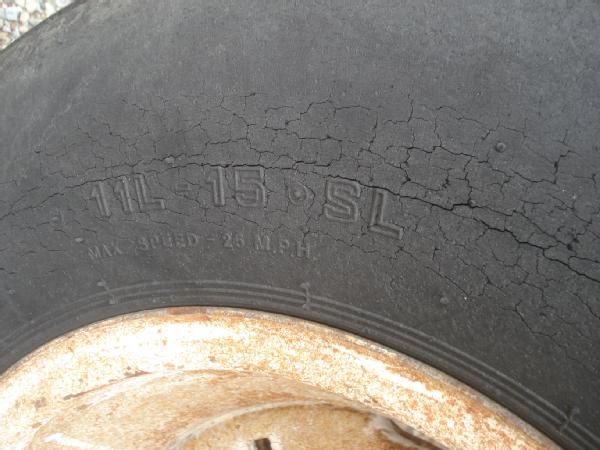 11L-15 • SL
MAX SPEED - 25 M.P.H.